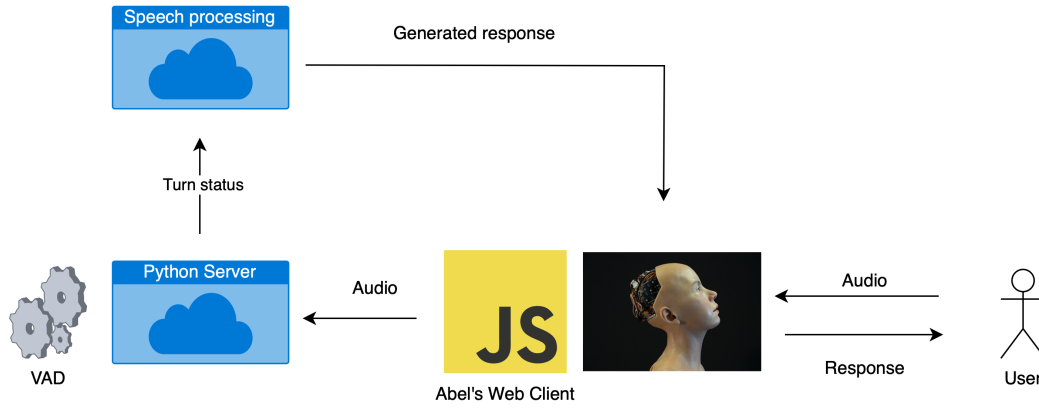 Speech processing
Generated response
Turn status
Python Server
Audio
JS
Audio
Response
VAD
Abel's Web Client
User